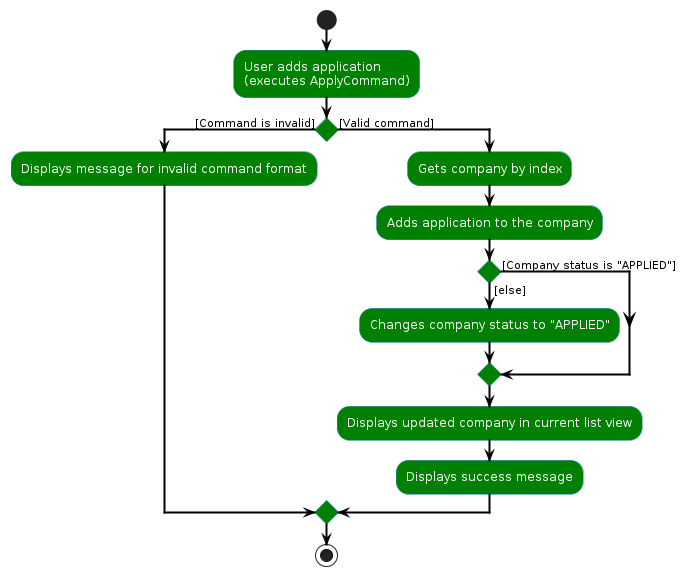 User adds application
(executes ApplyCommand)
[Command is invalid]
[Valid command]
Displays message for invalid command format
Gets company by index
Adds application to the company
[Company status is "APPLIED"]
[else]
Changes company status to "APPLIED"
Displays updated company in current list view
Displays success message